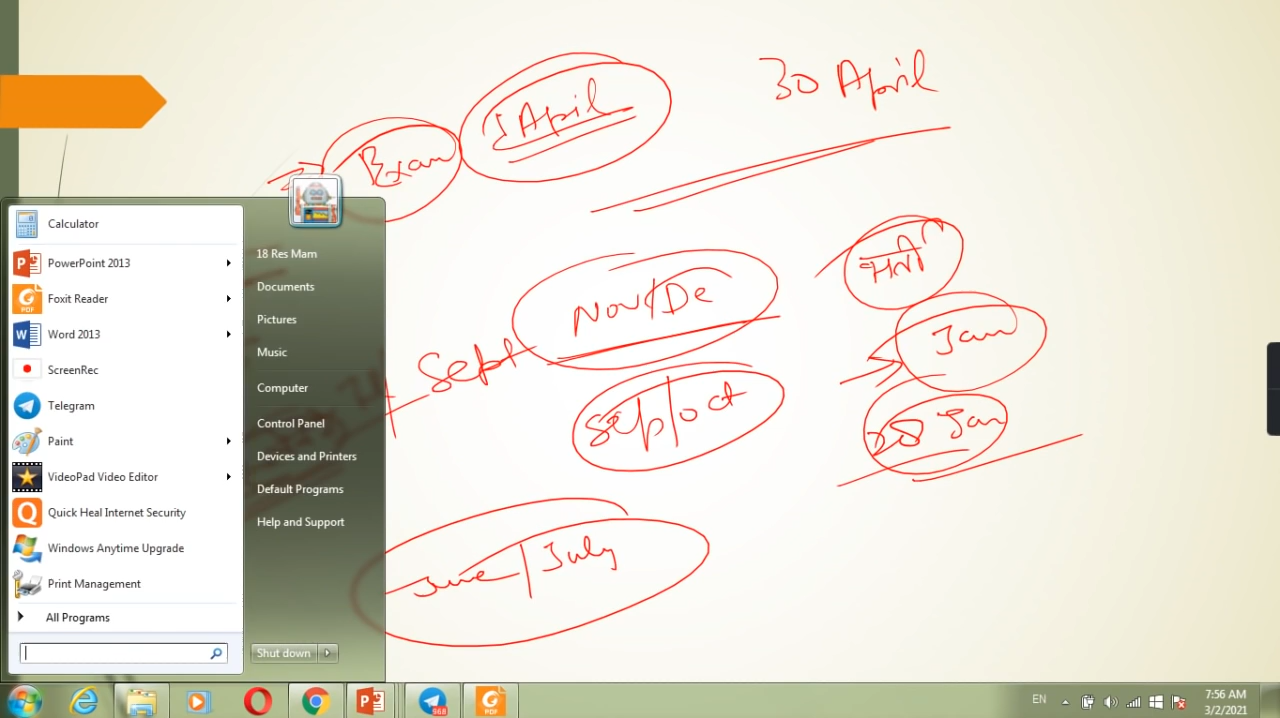 1 April
30 April
Exam
Nov/De
Jan
Sept
Sep/oct
28 Jan
June/July
Calculator
PowerPoint 2013
Foxit Reader
Word 2013
ScreenRec
Telegram
Paint
VideoPad Video Editor
Quick Heal Internet Security
Windows Anytime Upgrade
Print Management
All Programs
18 Res Mam
Documents
Pictures
Music
Computer
Control Panel
Devices and Printers
Default Programs
Help and Support
Shut down
EN
7:56 AM
3/2/2021